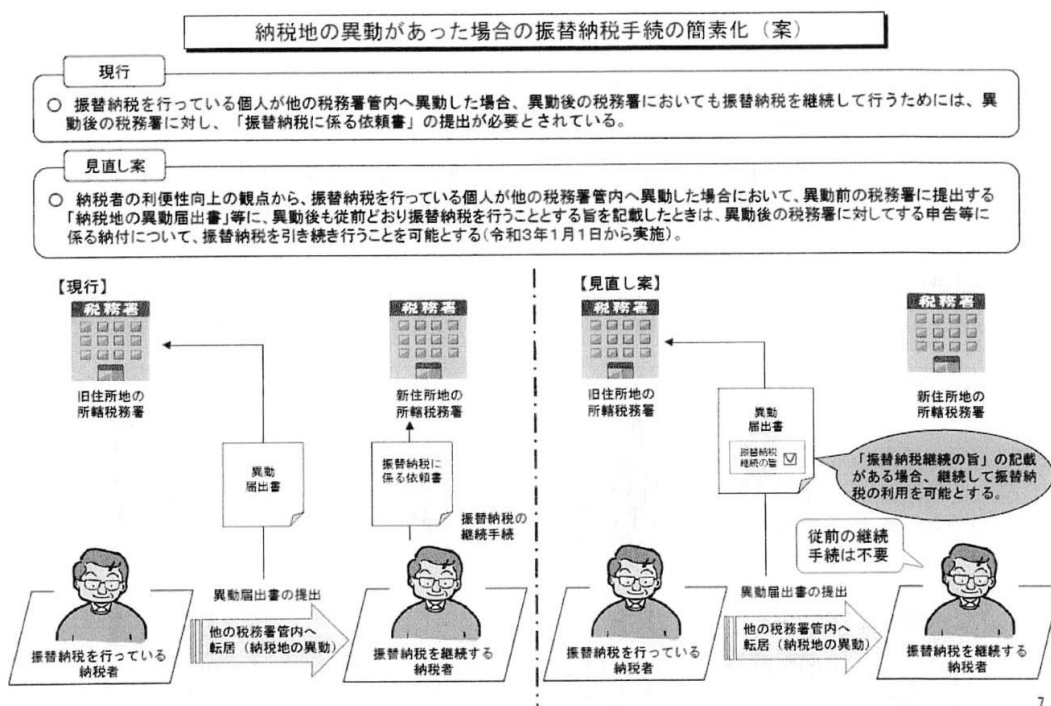 納税地の異動があった場合の振替納税手続の簡素化（案）
現行
○ 振替納税を行っている個人が他の税務署管内へ異動した場合、異動後の税務署においても振替納税を継続して行うためには、異
動後の税務署に対し、「振替納税に係る依頼書」の提出が必要とされている。
見直し案
○ 納税者の利便性向上の観点から、振替納税を行っている個人が他の税務署管内へ異動した場合において、異動前の税務署に提出する
「納税地の異動届出書」等に、異動後も従前どおり振替納税を行うこととする旨を記載したときは、異動後の税務署に対してする申告等に
係る納付について、振替納税を引き続き行うことを可能とする（令和3年1月1日から実施）。
【現行】
税務署
旧住所地の
所轄税務署
税務署
新住所地の
所轄税務署
異動
届出書
振替納税に
係る依頼書
振替納税の
継続手続
異動届出書の提出
他の税務署管内へ
転居（納税地の異動）
振替納税を行っている
納税者
振替納税を継続する
納税者
【見直し案】
税務署
旧住所地の
所轄税務署
税務署
新住所地の
所轄税務署
異動
届出書
振替納税
継続の旨
「振替納税継続の旨」の記載
がある場合、継続して振替納
税の利用を可能とする。
従前の継続
手続は不要
異動届出書の提出
他の税務署管内へ
転居（納税地の異動）
振替納税を行っている
納税者
振替納税を継続する
納税者
7